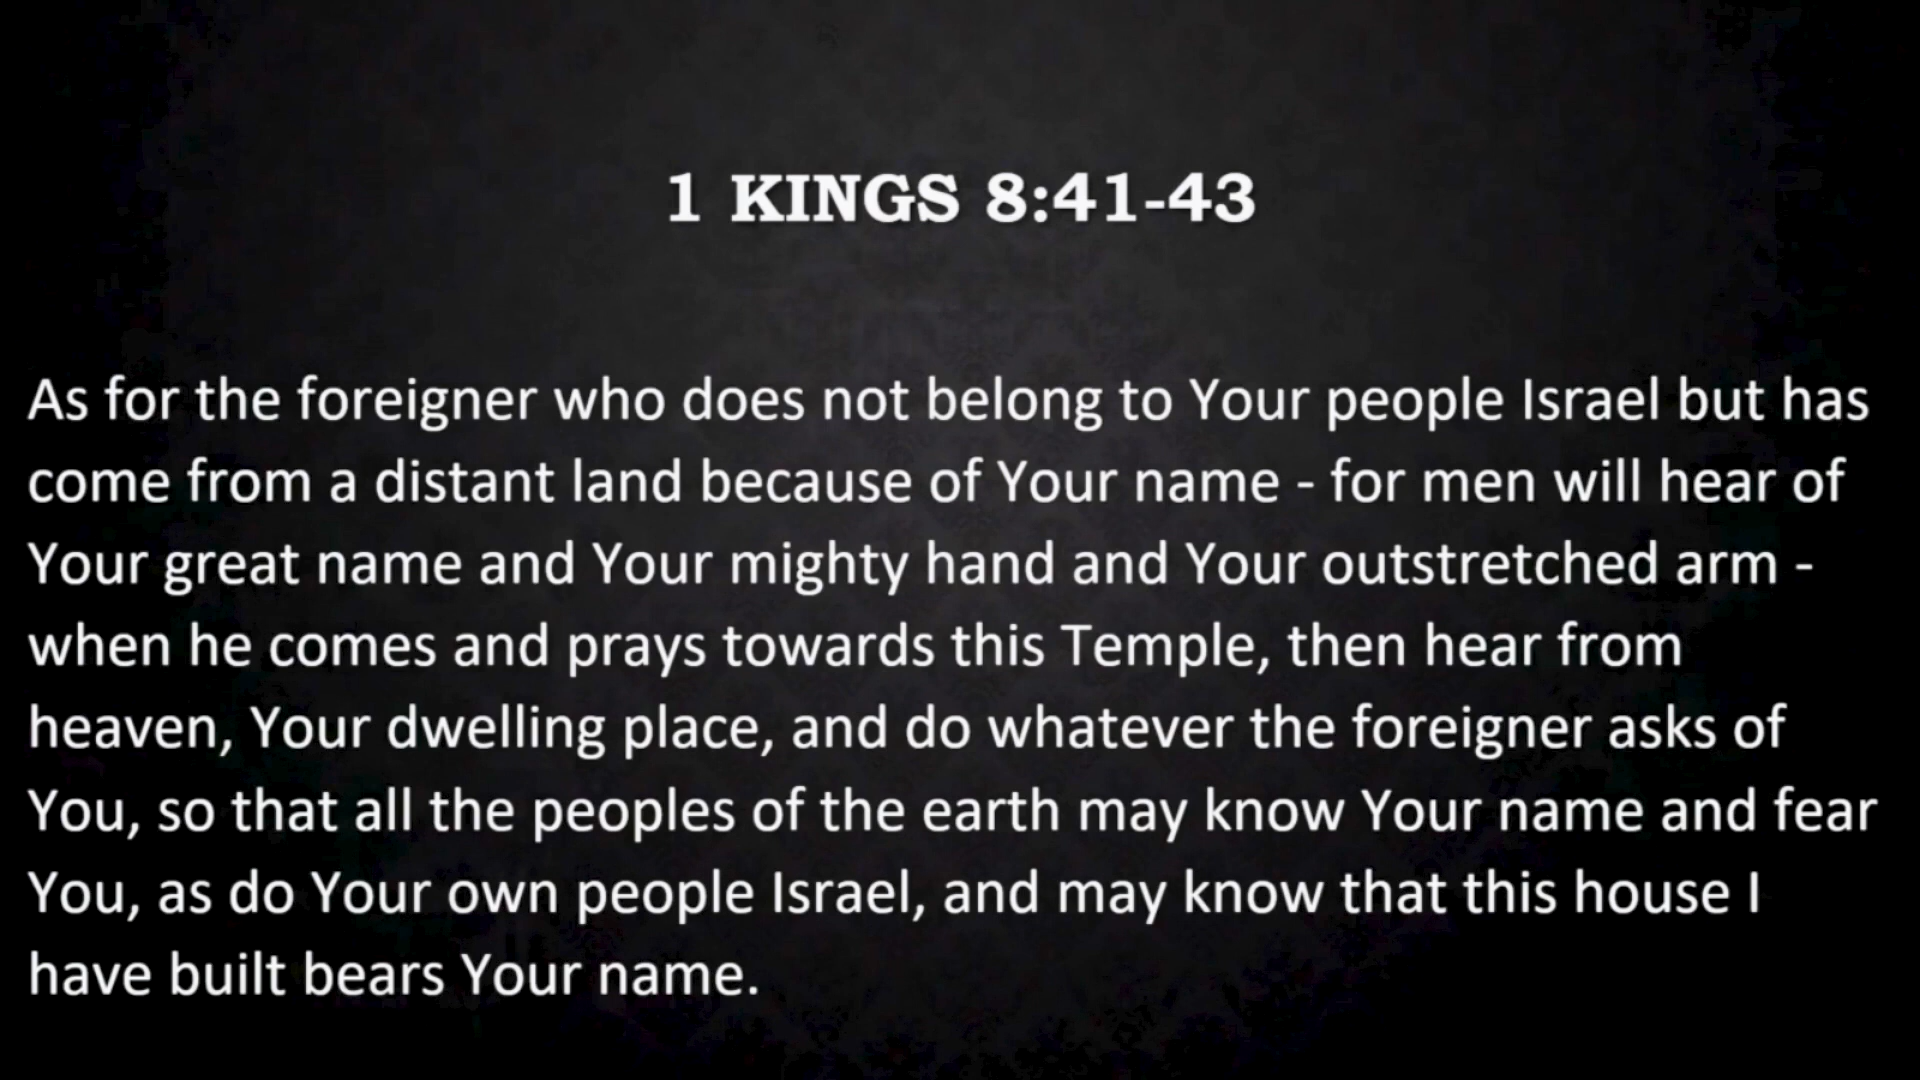 1 KINGS 8:41-43
As for the foreigner who does not belong to Your people Israel but has
come from a distant land because of Your name - for men will hear of
Your great name and Your mighty hand and Your outstretched arm -
when he comes and prays towards this Temple, then hear from
heaven, Your dwelling place, and do whatever the foreigner asks of
You, so that all the peoples of the earth may know Your name and fear
You, as do Your own people Israel, and may know that this house I
have built bears Your name.